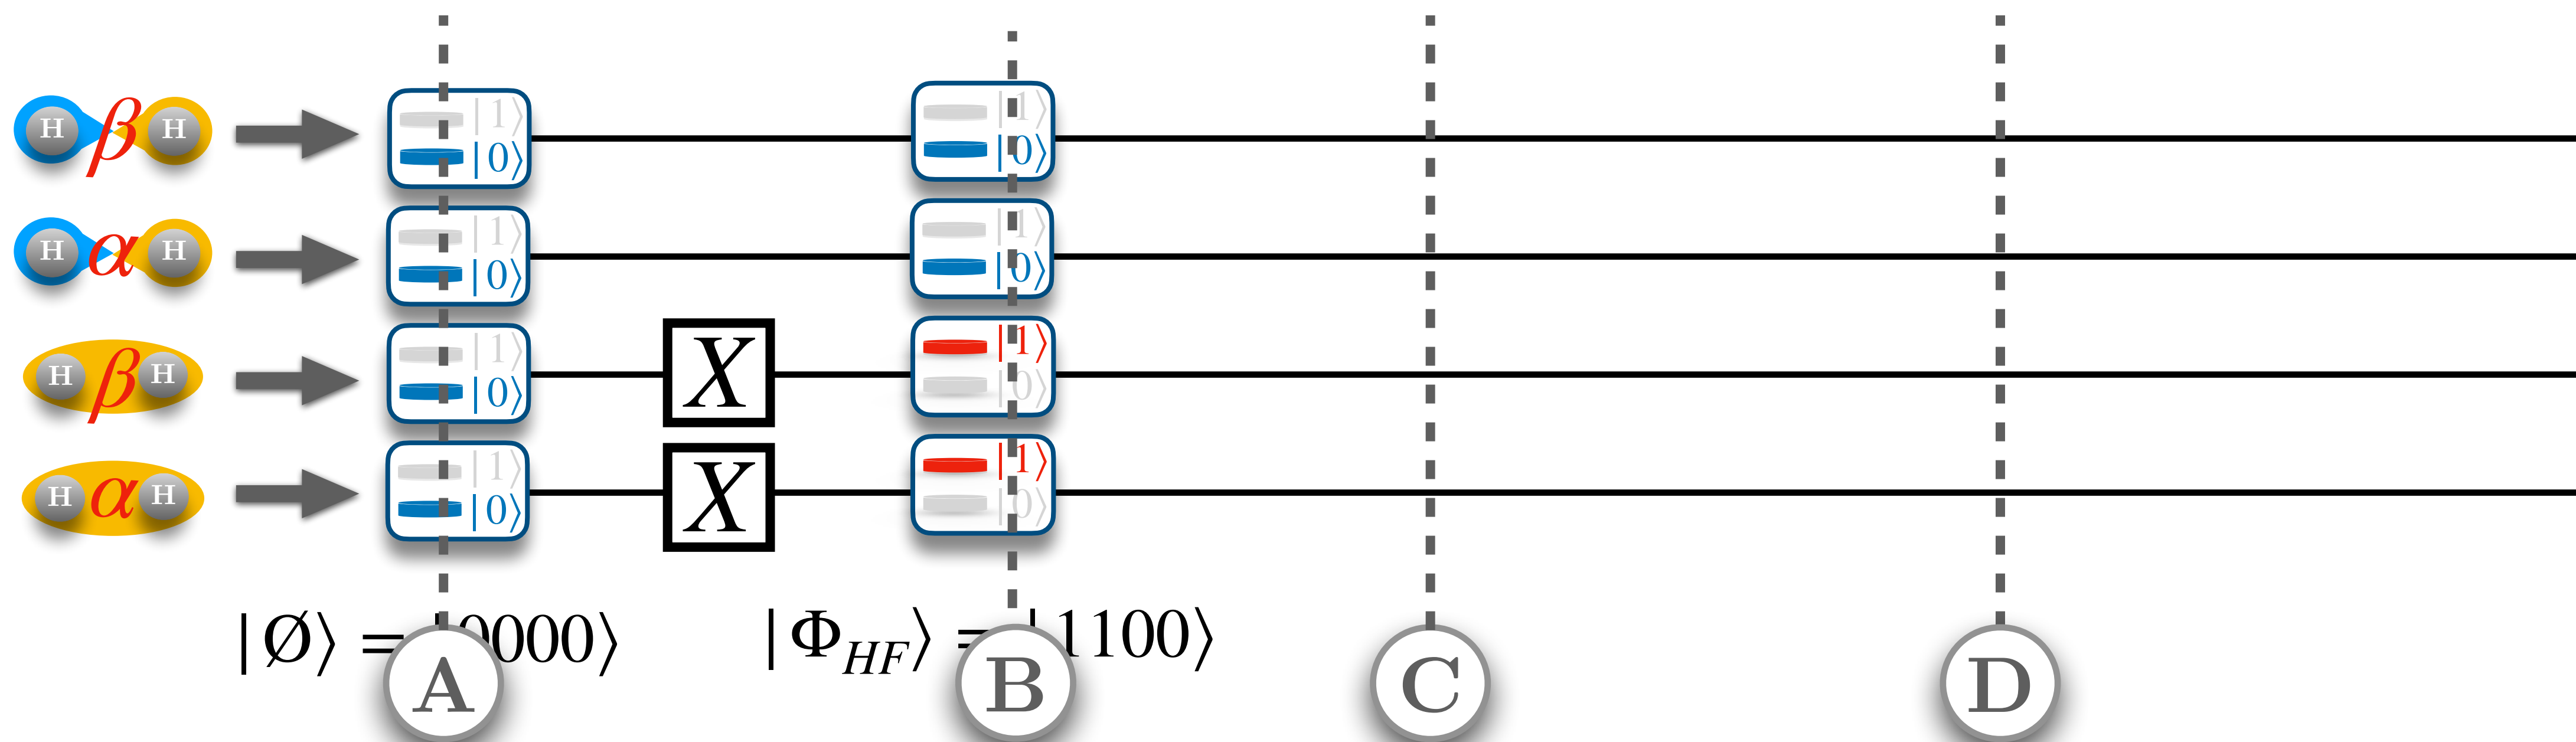 H β H |1⟩ |1⟩
|0⟩ |0⟩
H α H |1⟩ |1⟩
|0⟩ |0⟩
H β H |1⟩ X |1⟩
|0⟩ |0⟩
H α H |1⟩ X |1⟩
|0⟩ |0⟩
|Ø⟩ = |0000⟩ |Φ_HF⟩ = |1100⟩
A B C D